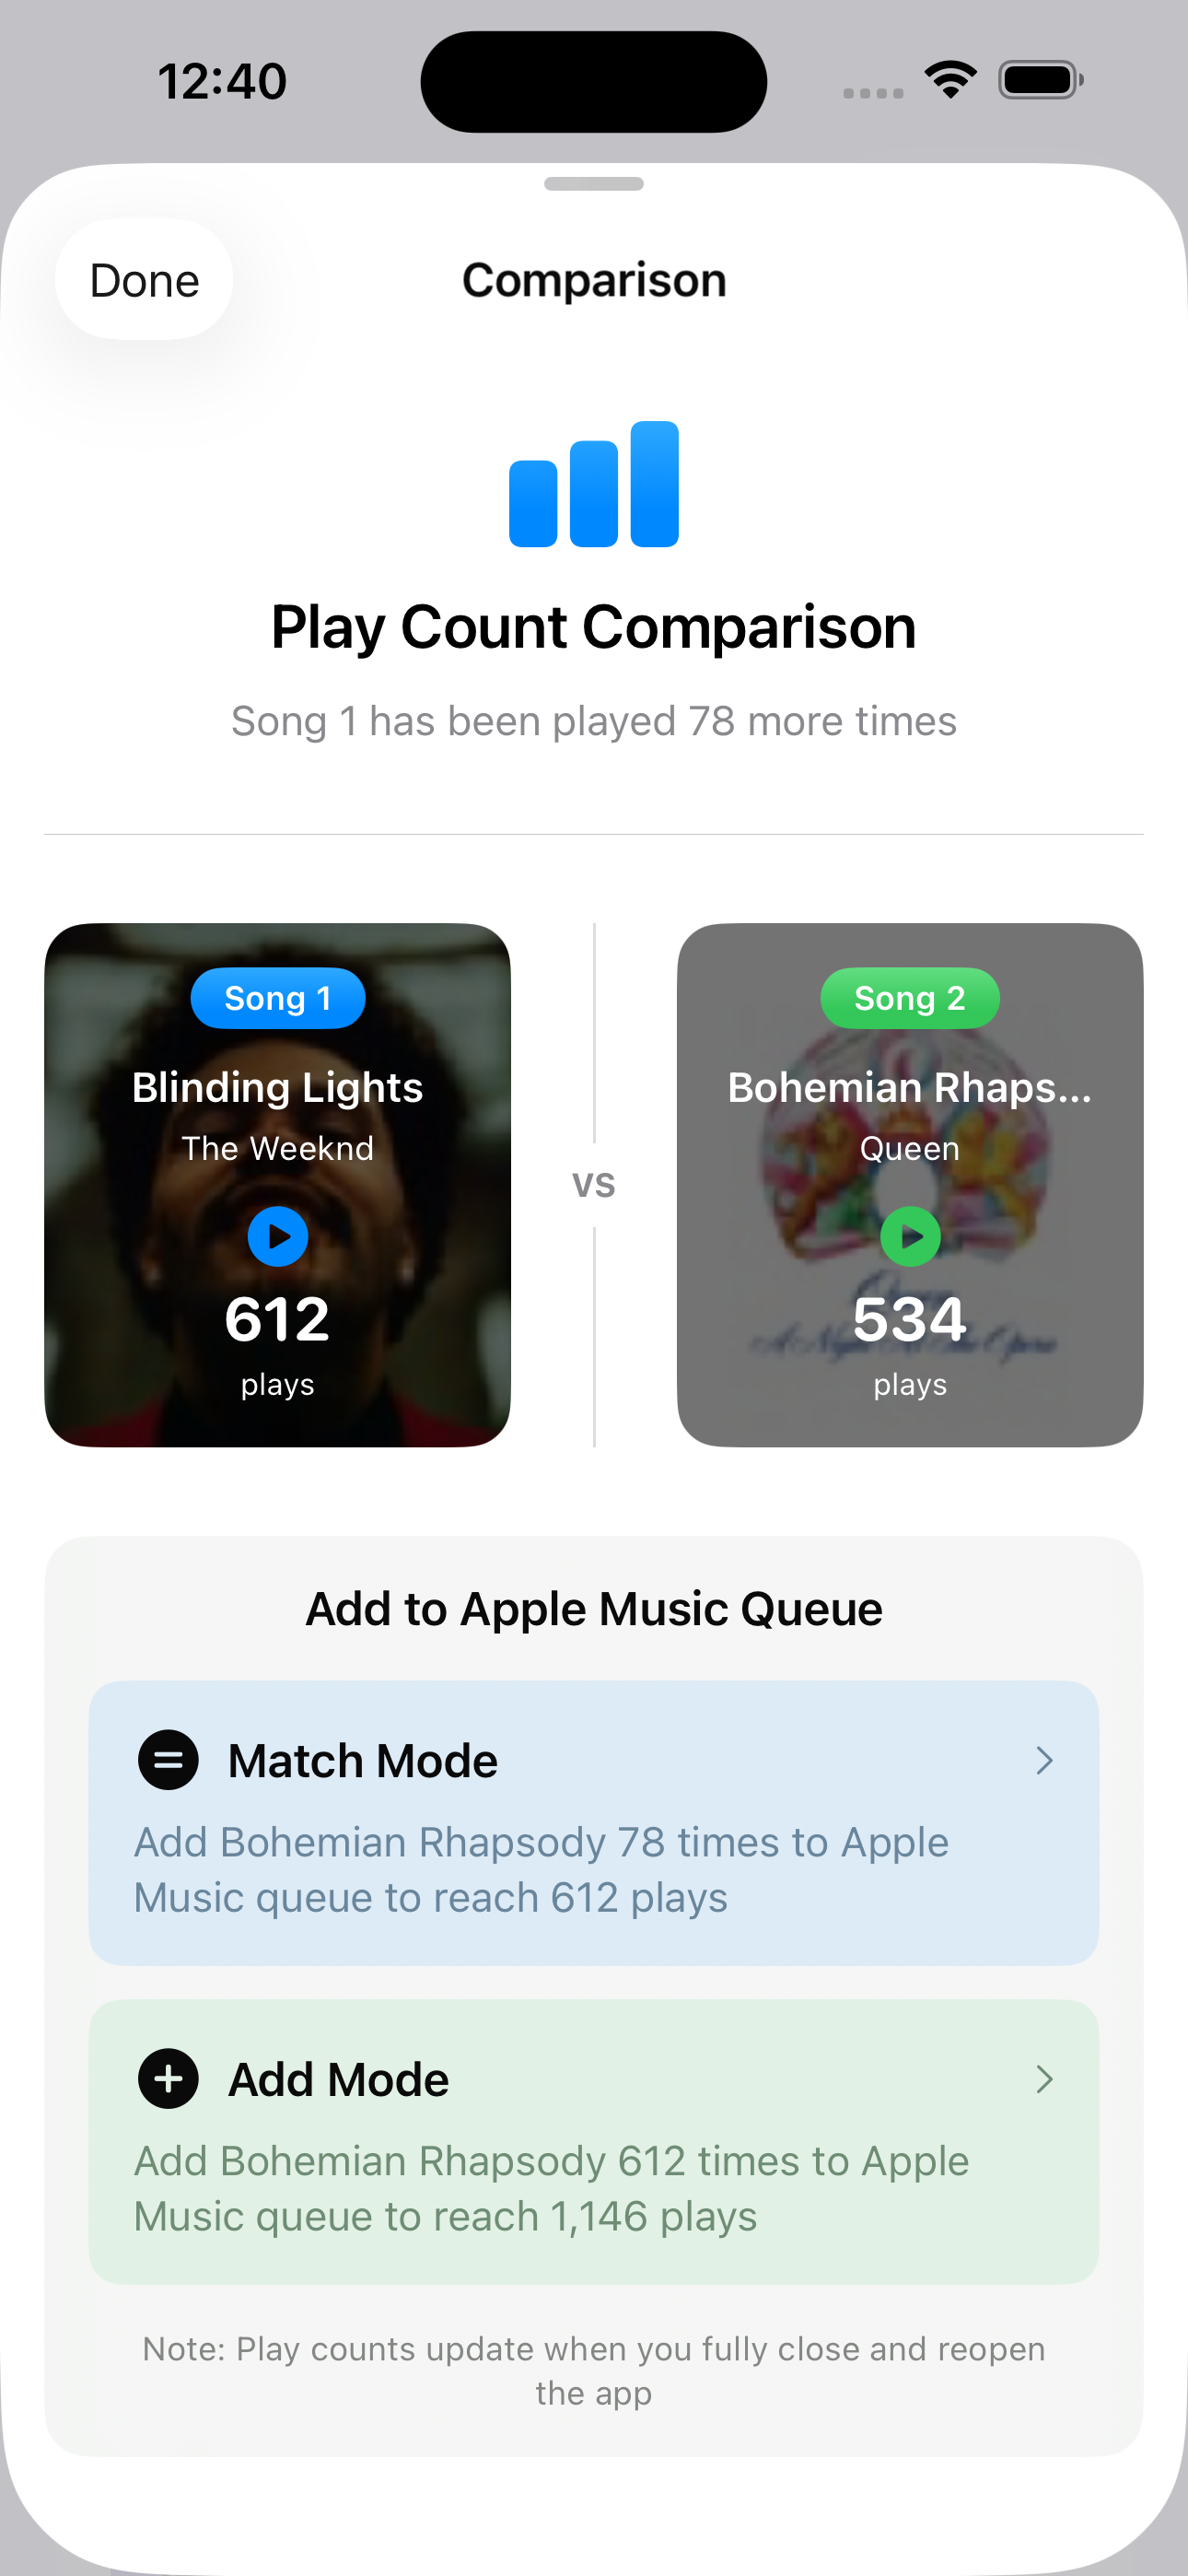 12:40
Done
Comparison
Play Count Comparison
Song 1 has been played 78 more times
Song 1
Blinding Lights
The Weeknd
612
plays
vs
Song 2
Bohemian Rhaps...
Queen
534
plays
Add to Apple Music Queue
Match Mode
Add Bohemian Rhapsody 78 times to Apple
Music queue to reach 612 plays
Add Mode
Add Bohemian Rhapsody 612 times to Apple
Music queue to reach 1,146 plays
Note: Play counts update when you fully close and reopen
the app